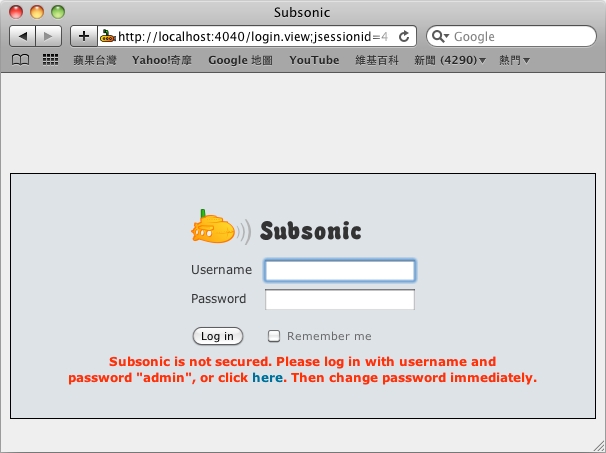 Subsonic
http://localhost:4040/login.view;jsessionid=4
Google
蘋果台灣 Yahoo!奇摩 Google 地圖 YouTube 維基百科 新聞 (4290) 熱門
Subsonic
Username
Password
Log in Remember me
Subsonic is not secured. Please log in with username and
password "admin", or click here. Then change password immediately.